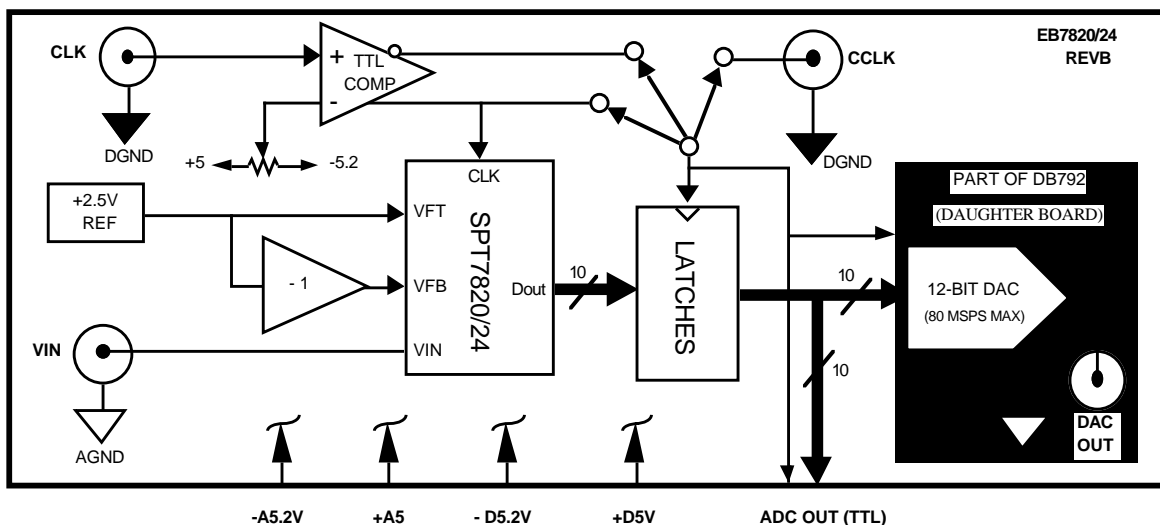 EB7820/24
REVB
CLK
+
TTL
COMP
-
CCLK
DGND
+5
-5.2
DGND
CLK
+2.5V
REF
VFT
- 1
VFB
SPT7820/24
Dout
10
LATCHES
10
10
PART OF DB792
(DAUGHTER BOARD)
12-BIT DAC
(80 MSPS MAX)
VIN
VIN
AGND
DAC
OUT
-A5.2V
+A5
- D5.2V
+D5V
ADC OUT (TTL)